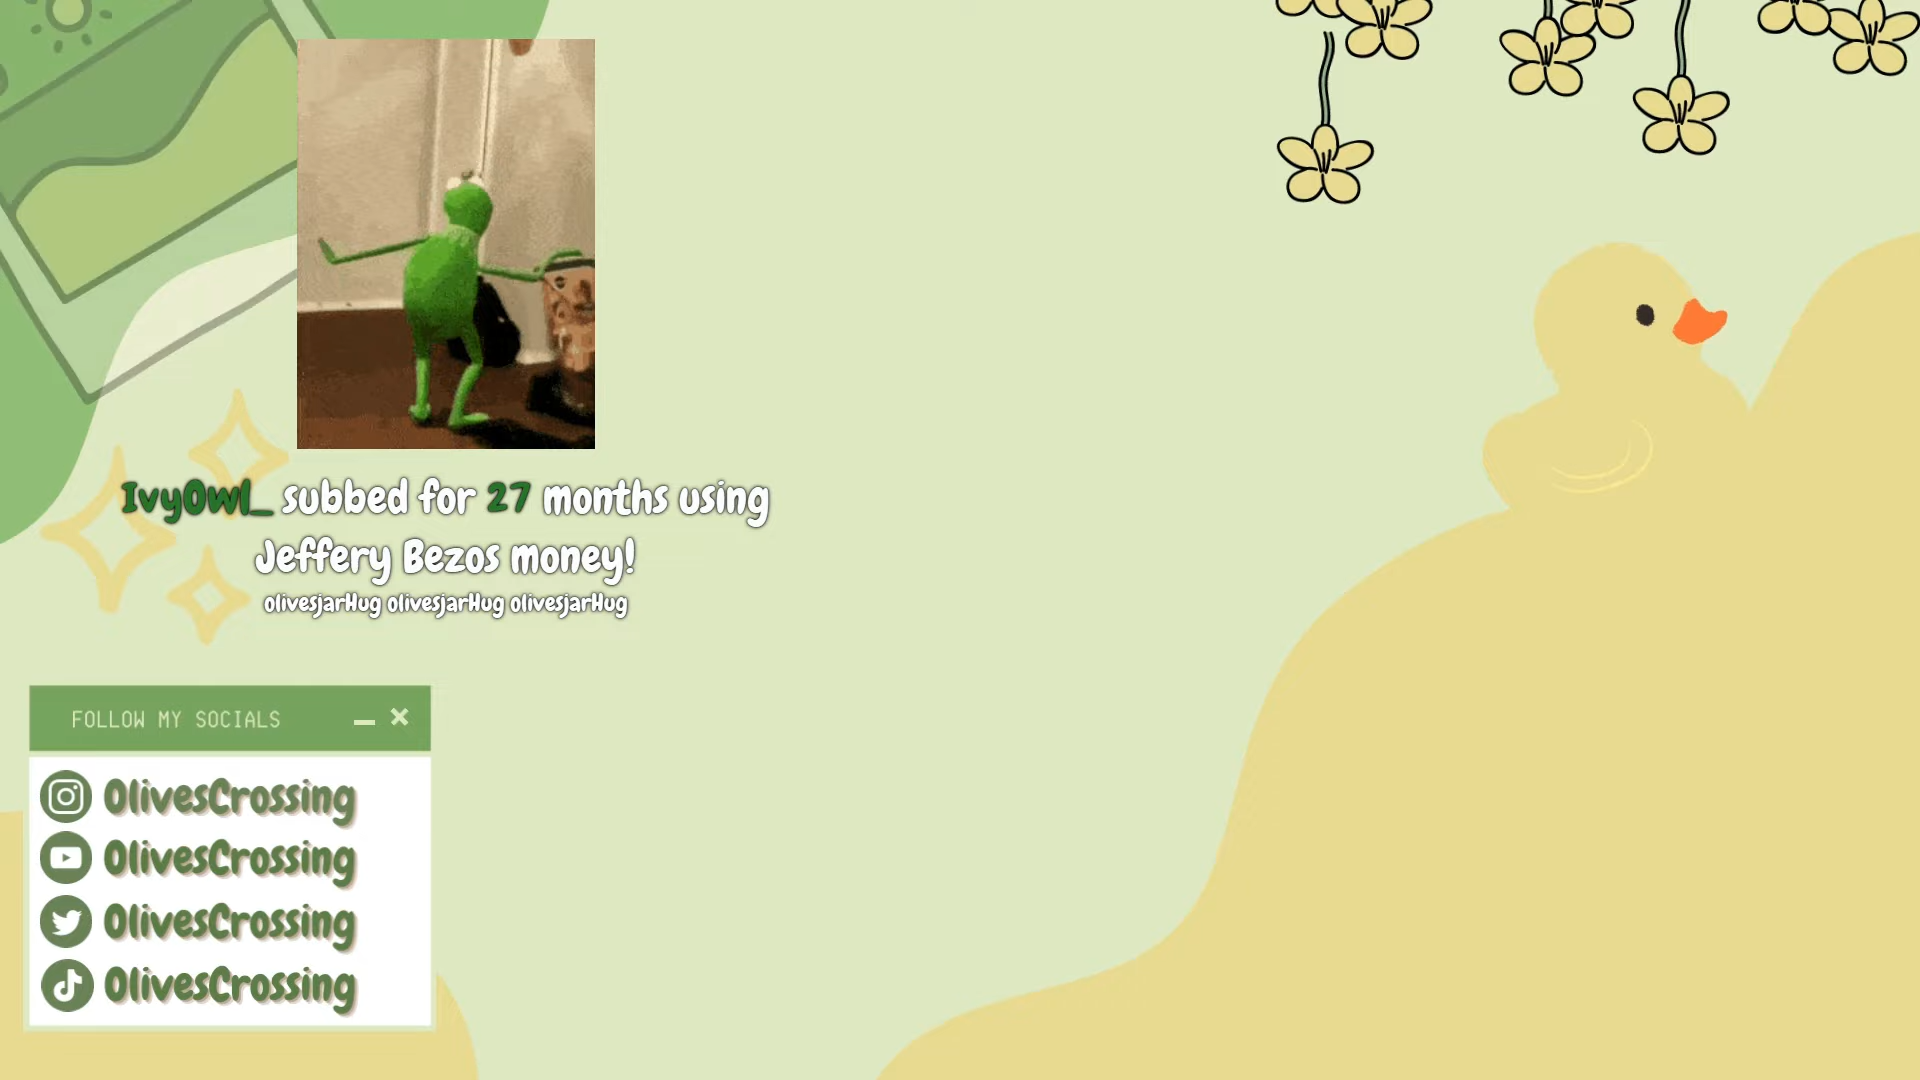 IvyOwl_ subbed for 27 months using
Jeffery Bezos money!
olivesjarHug olivesjarHug olivesjarHug
FOLLOW MY SOCIALS
OlivesCrossing
OlivesCrossing
OlivesCrossing
OlivesCrossing